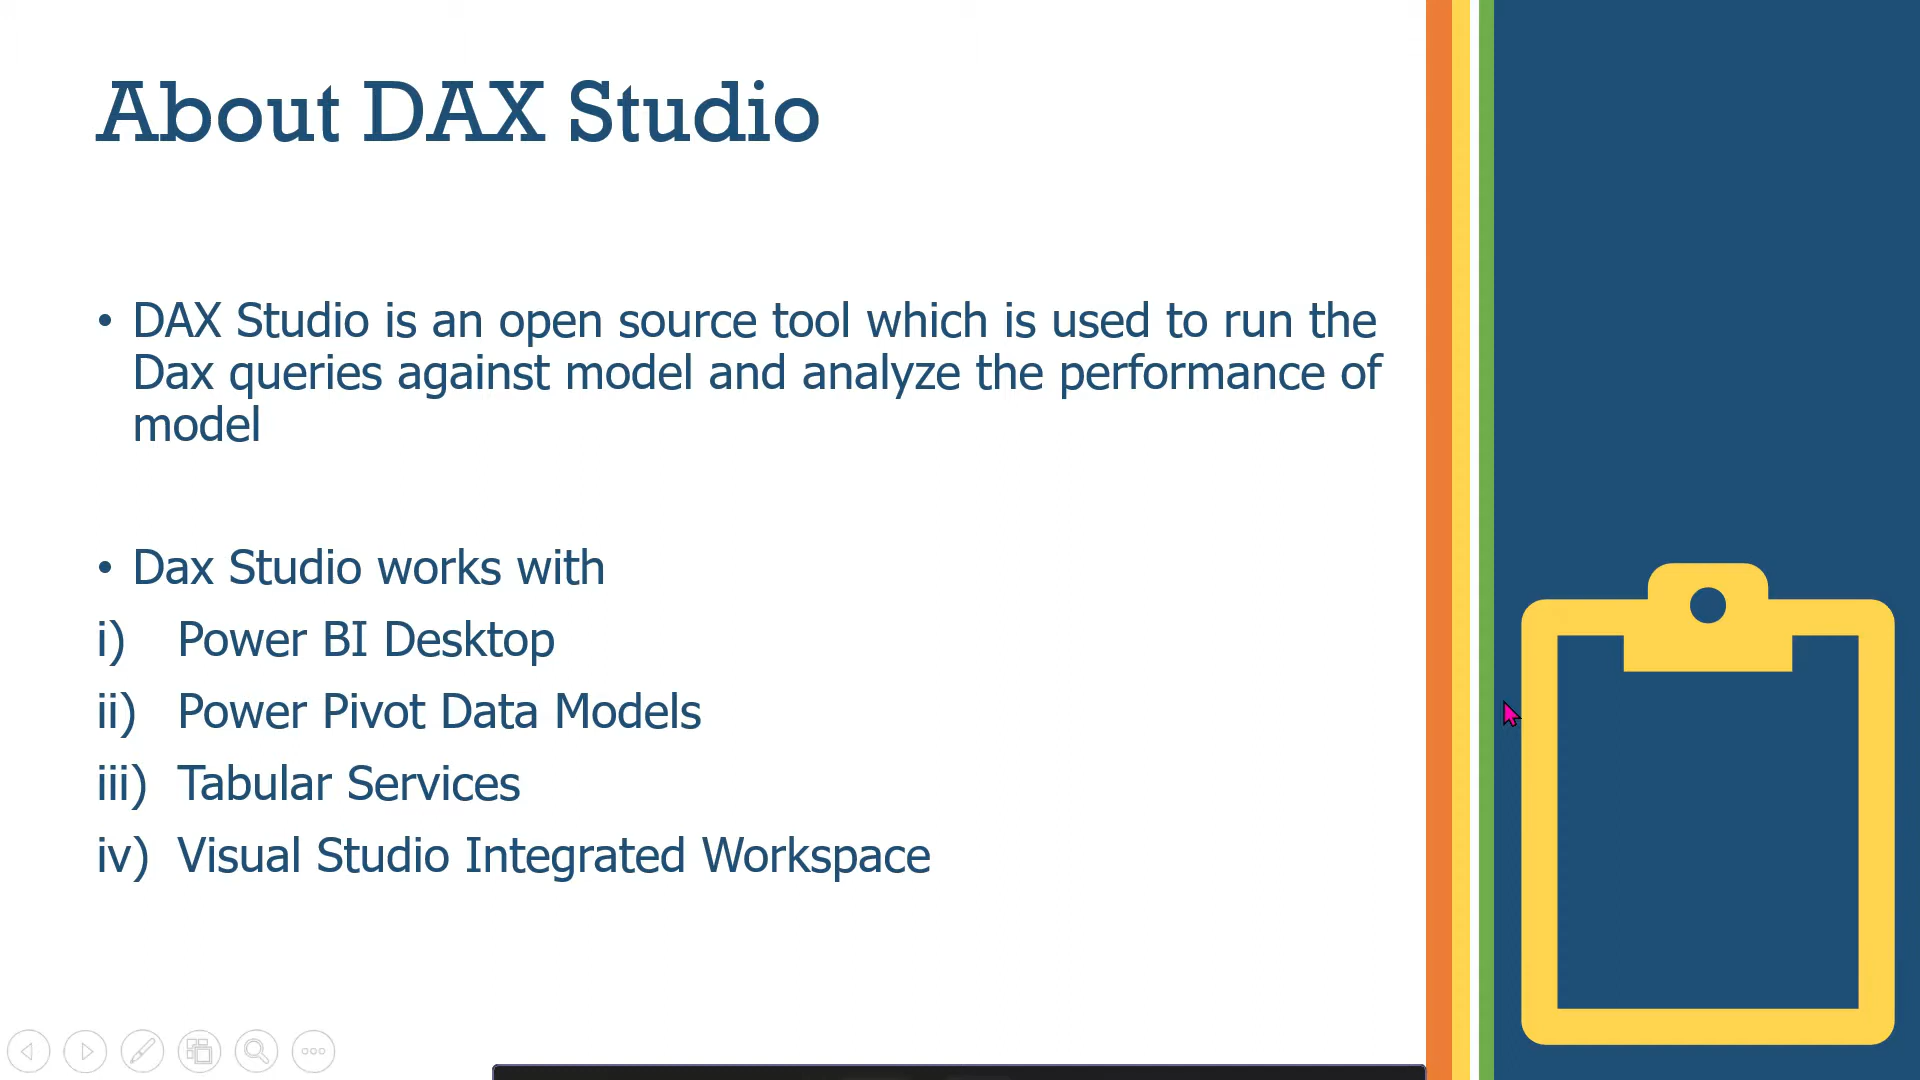 About DAX Studio
• DAX Studio is an open source tool which is used to run the
Dax queries against model and analyze the performance of
model
• Dax Studio works with
i) Power BI Desktop
ii) Power Pivot Data Models
iii) Tabular Services
iv) Visual Studio Integrated Workspace